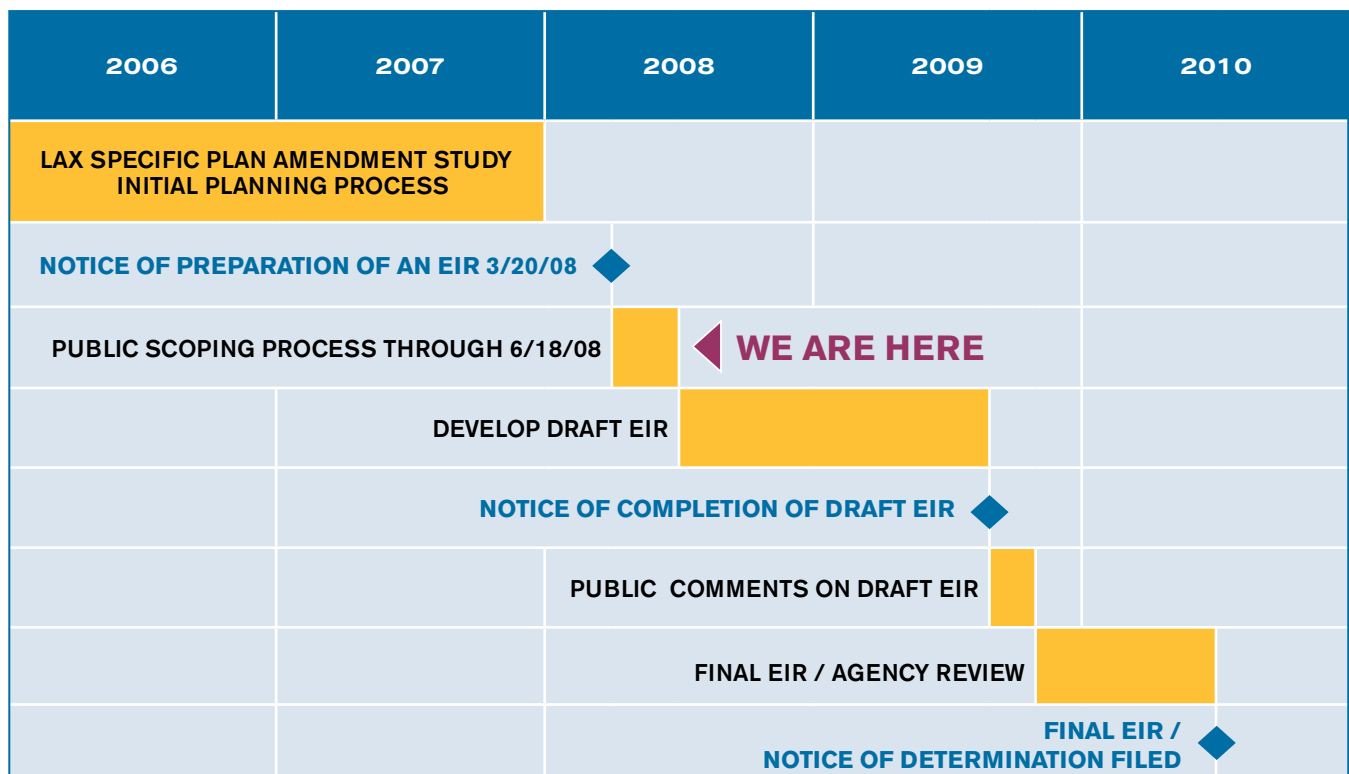 2006 2007 2008 2009 2010
LAX SPECIFIC PLAN AMENDMENT STUDY
INITIAL PLANNING PROCESS
NOTICE OF PREPARATION OF AN EIR 3/20/08
PUBLIC SCOPING PROCESS THROUGH 6/18/08
WE ARE HERE
DEVELOP DRAFT EIR
NOTICE OF COMPLETION OF DRAFT EIR
PUBLIC COMMENTS ON DRAFT EIR
FINAL EIR / AGENCY REVIEW
FINAL EIR /
NOTICE OF DETERMINATION FILED